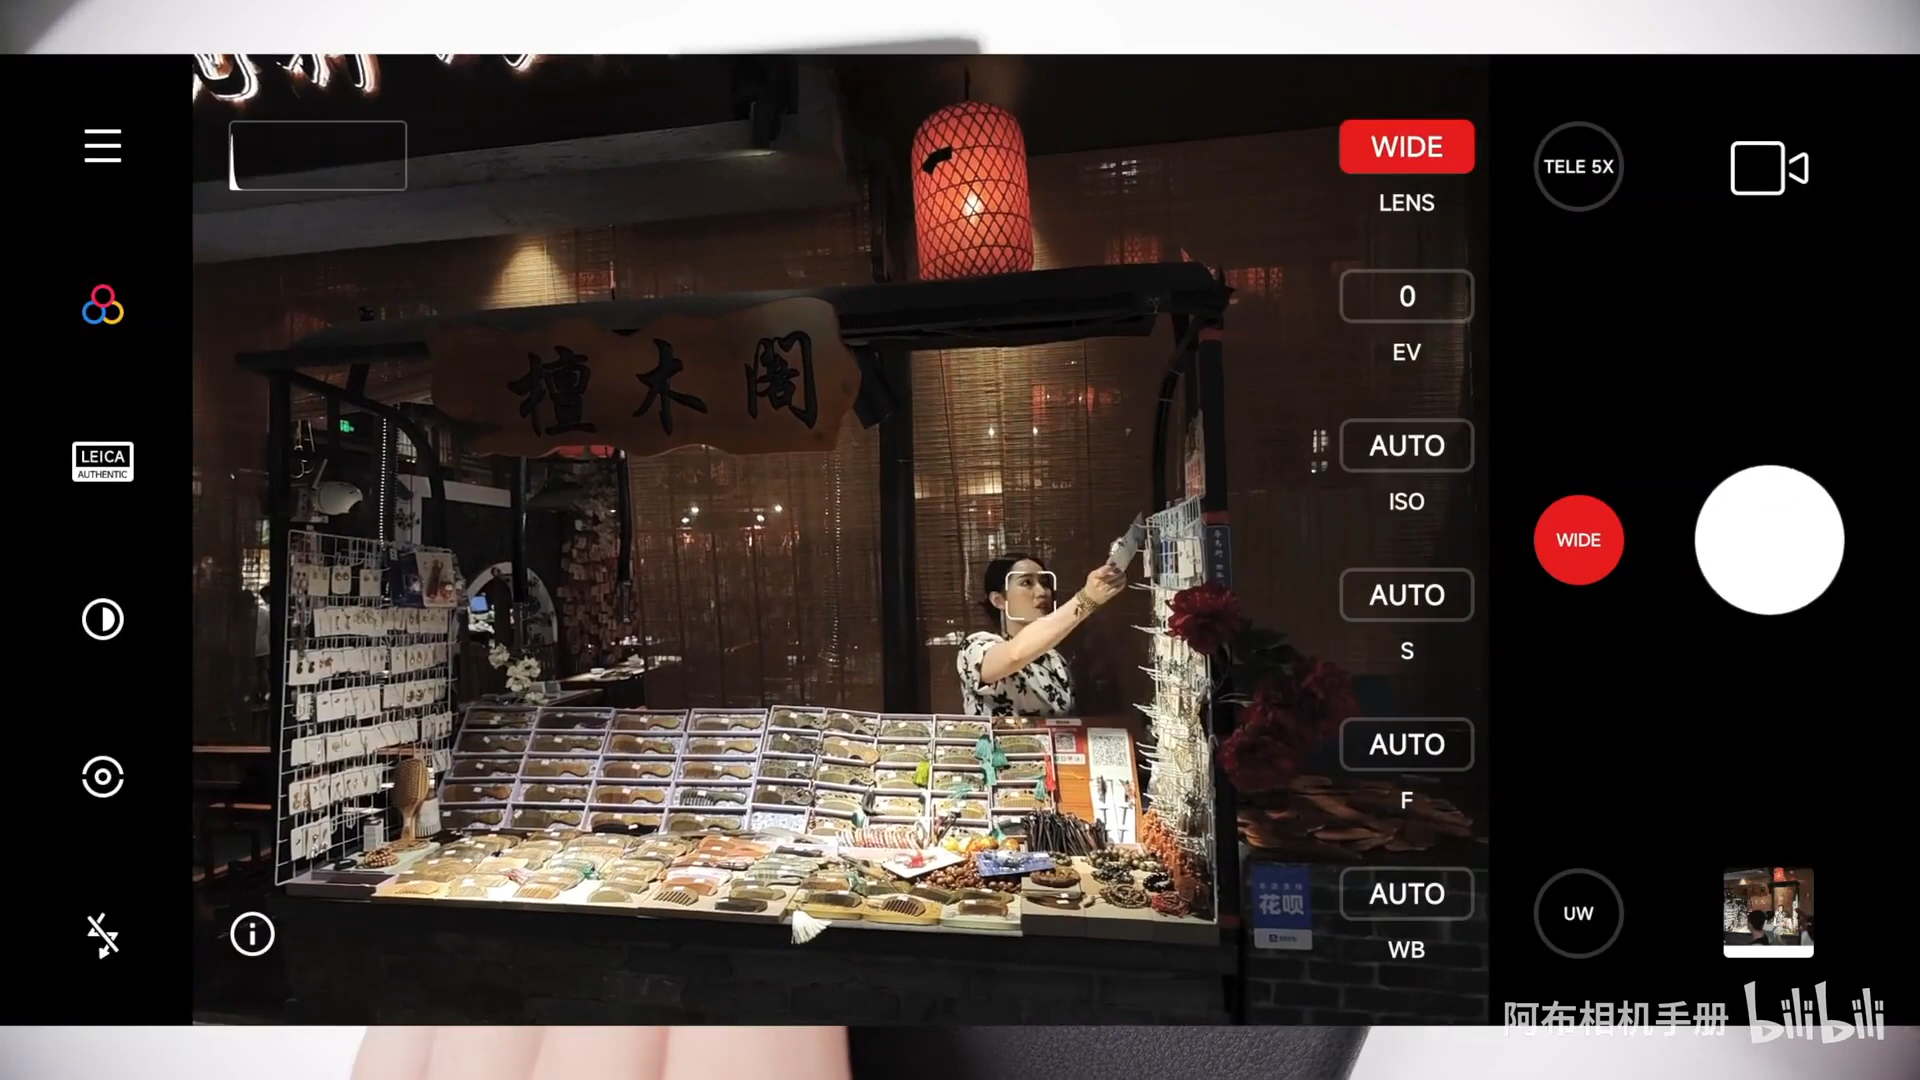 WIDE
LENS
TELE 5X
0
EV
檀木閣
LEICA
AUTHENTIC
AUTO
ISO
WIDE
AUTO
S
AUTO
F
花呗
AUTO
WB
UW
阿布相机手册 bilibili